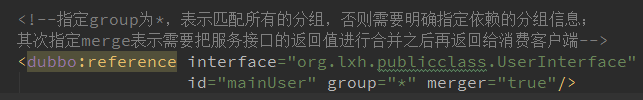 <!--指定group为*，表示匹配所有的分组，否则需要明确指定依赖的分组信息；
其次指定merge表示需要把服务接口的返回值进行合并之后再返回给消费客户端-->
<dubbo:reference interface="org.lxh.publicclass.UserInterface"
id="mainUser" group="*" merger="true"/>